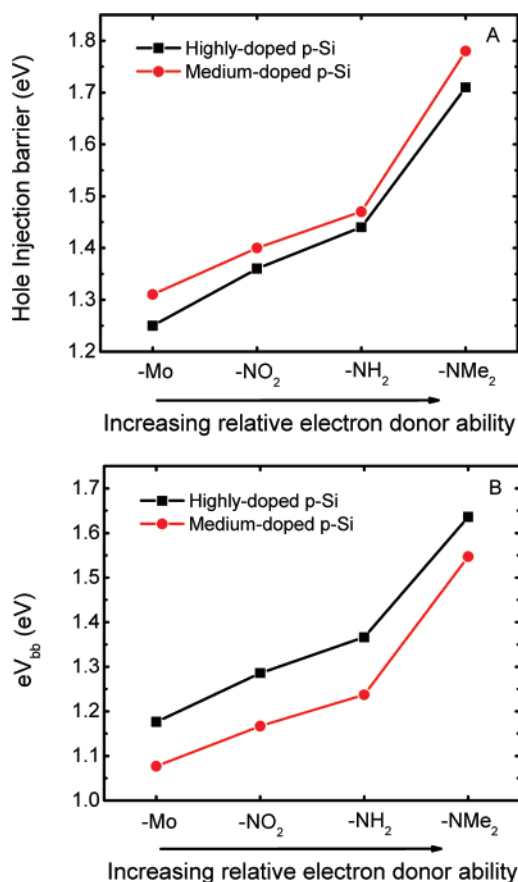 A
Highly-doped p-Si
Medium-doped p-Si
Hole Injection barrier (eV)
1.8
1.7
1.6
1.5
1.4
1.3
1.2
-Mo -NO₂ -NH₂ -NMe₂
Increasing relative electron donor ability
B
Highly-doped p-Si
Medium-doped p-Si
eV_bb (eV)
1.7
1.6
1.5
1.4
1.3
1.2
1.1
1.0
-Mo -NO₂ -NH₂ -NMe₂
Increasing relative electron donor ability